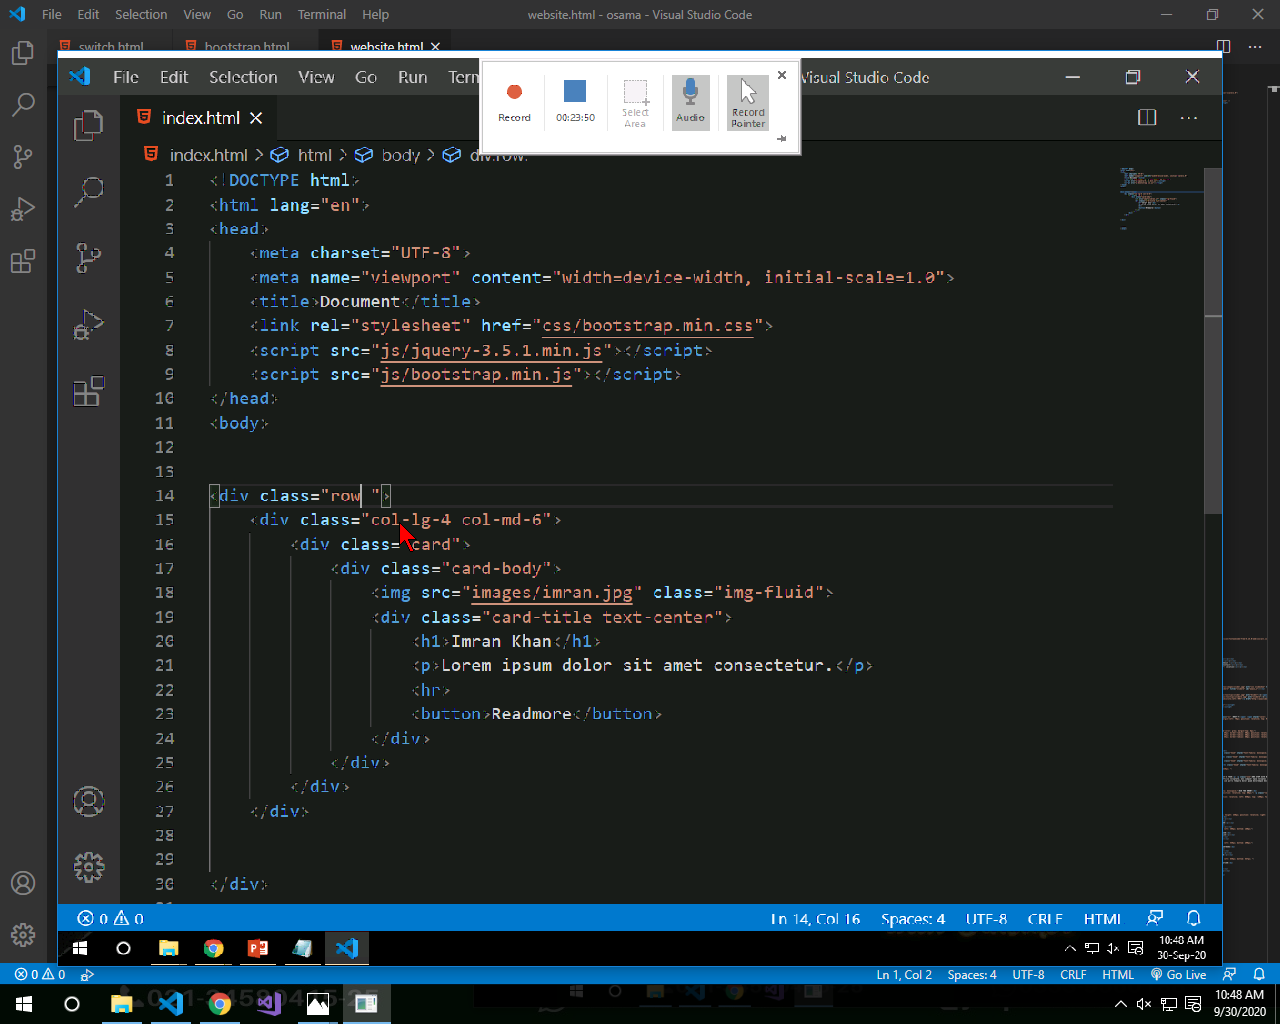 File Edit Selection View Go Run Terminal Help website.html - osama - Visual Studio Code
switch.html bootstrap.html website.html
File Edit Selection View Go Run Visual Studio Code
Record 00:23:50 Select Area Audio Record Pointer
index.html
index.html > html > body >
1 <!DOCTYPE html>
2 <html lang="en">
3 <head>
4 <meta charset="UTF-8">
5 <meta name="viewport" content="width=device-width, initial-scale=1.0">
6 <title>Document</title>
7 <link rel="stylesheet" href="css/bootstrap.min.css">
8 <script src="js/jquery-3.5.1.min.js"></script>
9 <script src="js/bootstrap.min.js"></script>
10 </head>
11 <body>
12
13
14 <div class="row ">
15 <div class="col-lg-4 col-md-6">
16 <div class="card">
17 <div class="card-body">
18 <img src="images/imran.jpg" class="img-fluid">
19 <div class="card-title text-center">
20 <h1>Imran Khan</h1>
21 <p>Lorem ipsum dolor sit amet consectetur.</p>
22 <hr>
23 <button>Readmore</button>
24 </div>
25 </div>
26 </div>
27 </div>
28
29
30 </div>
0 0 Ln 14, Col 16 Spaces: 4 UTF-8 CRLF HTML
10:48 AM
30-Sep-20
0 0 Ln 1, Col 2 Spaces: 4 UTF-8 CRLF HTML Go Live
10:48 AM
9/30/2020